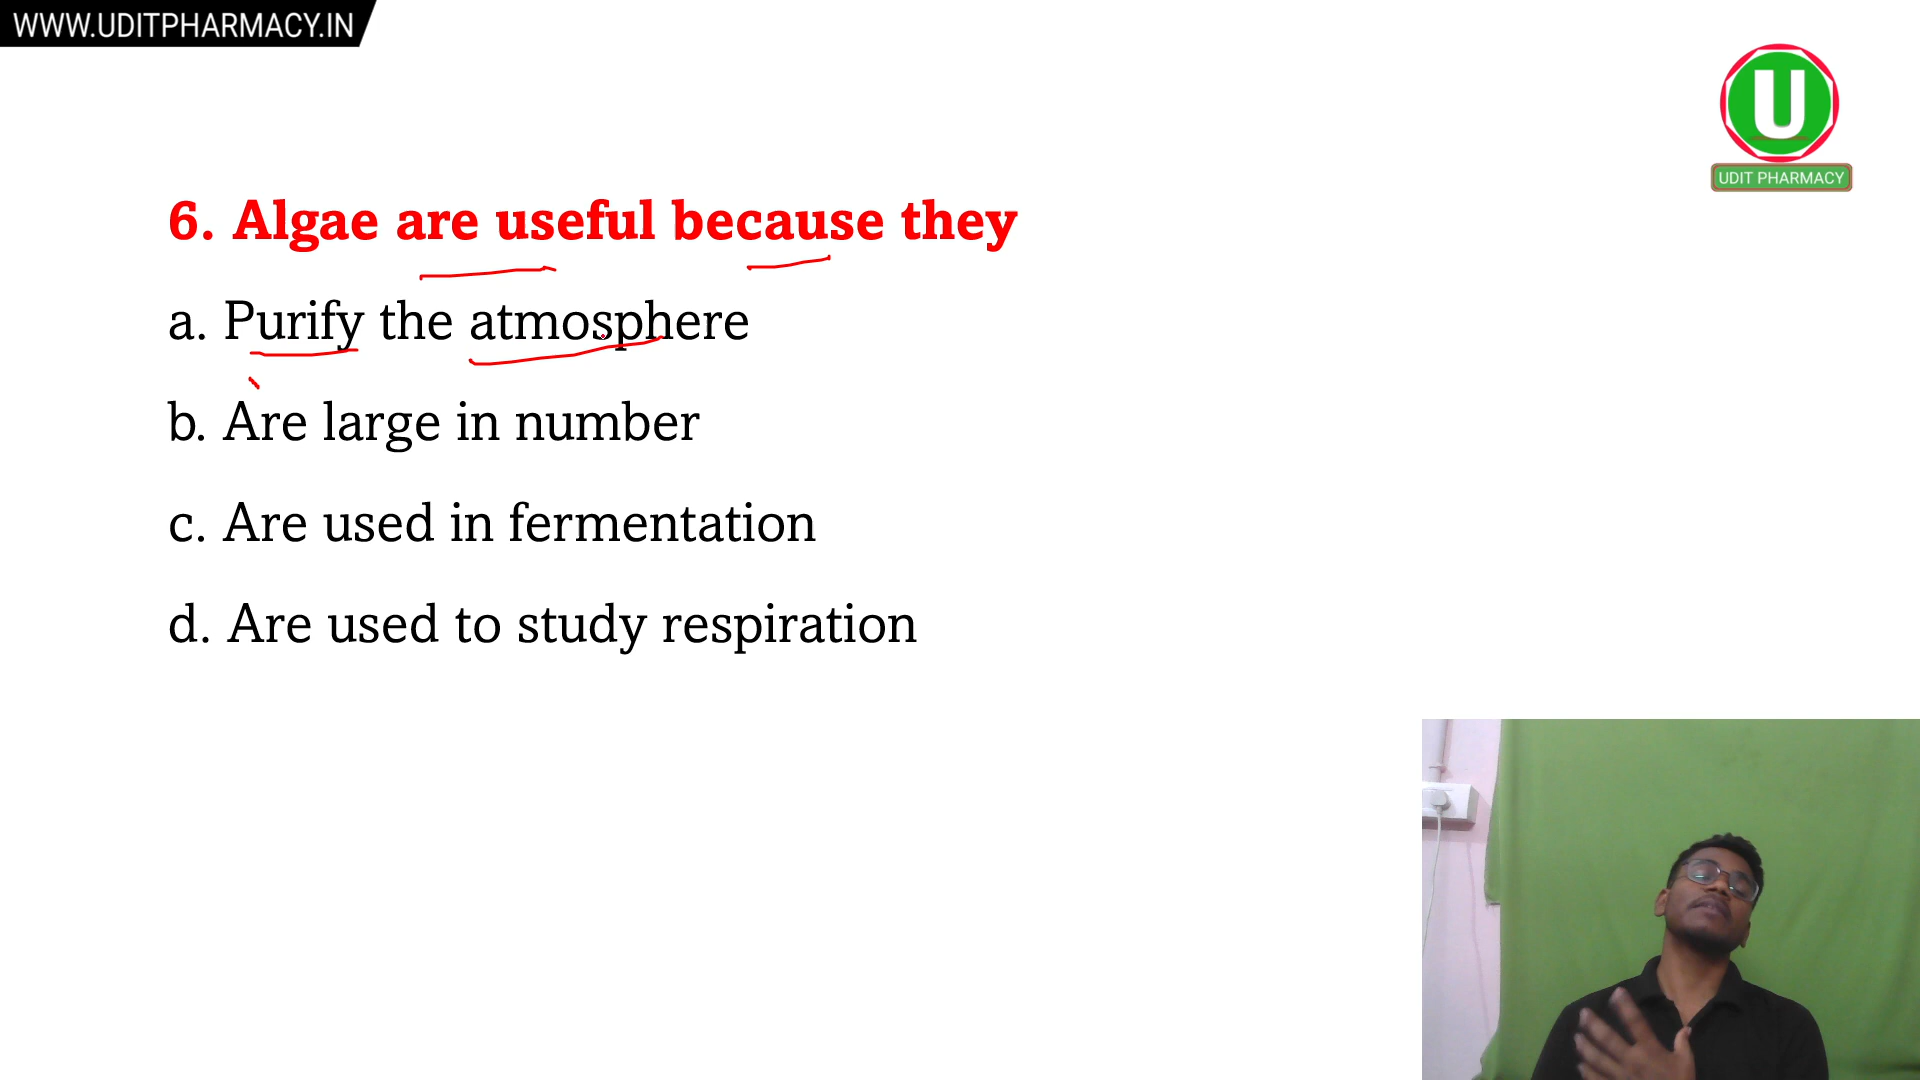 WWW.UDITPHARMACY.IN
U
UDIT PHARMACY
6. Algae are useful because they
a. Purify the atmosphere
b. Are large in number
c. Are used in fermentation
d. Are used to study respiration